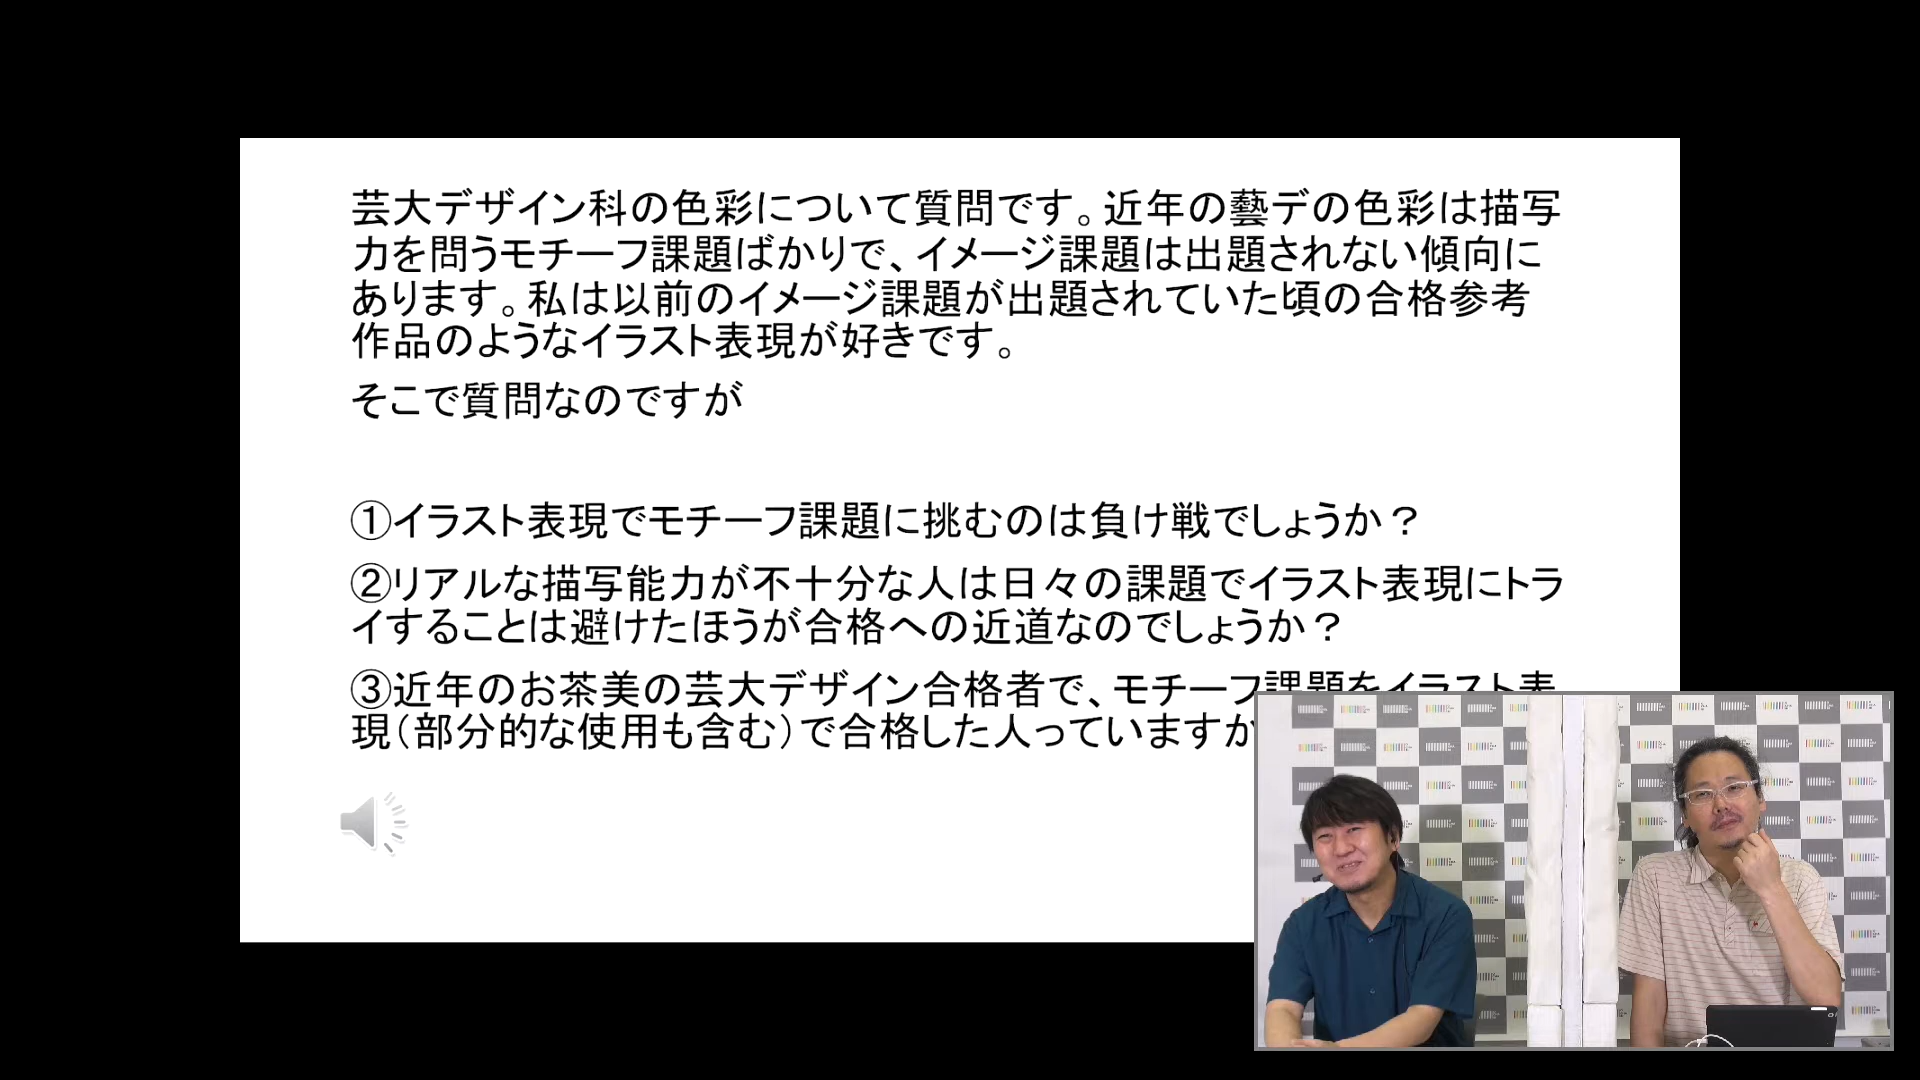 芸大デザイン科の色彩について質問です。近年の藝デの色彩は描写
力を問うモチーフ課題ばかりで、イメージ課題は出題されない傾向に
あります。私は以前のイメージ課題が出題されていた頃の合格参考
作品のようなイラスト表現が好きです。
そこで質問なのですが
①イラスト表現でモチーフ課題に挑むのは負け戦でしょうか？
②リアルな描写能力が不十分な人は日々の課題でイラスト表現にトラ
イすることは避けたほうが合格への近道なのでしょうか？
③近年のお茶美の芸大デザイン合格者で、モチーフ課題をイラスト表
現（部分的な使用も含む）で合格した人っていますか